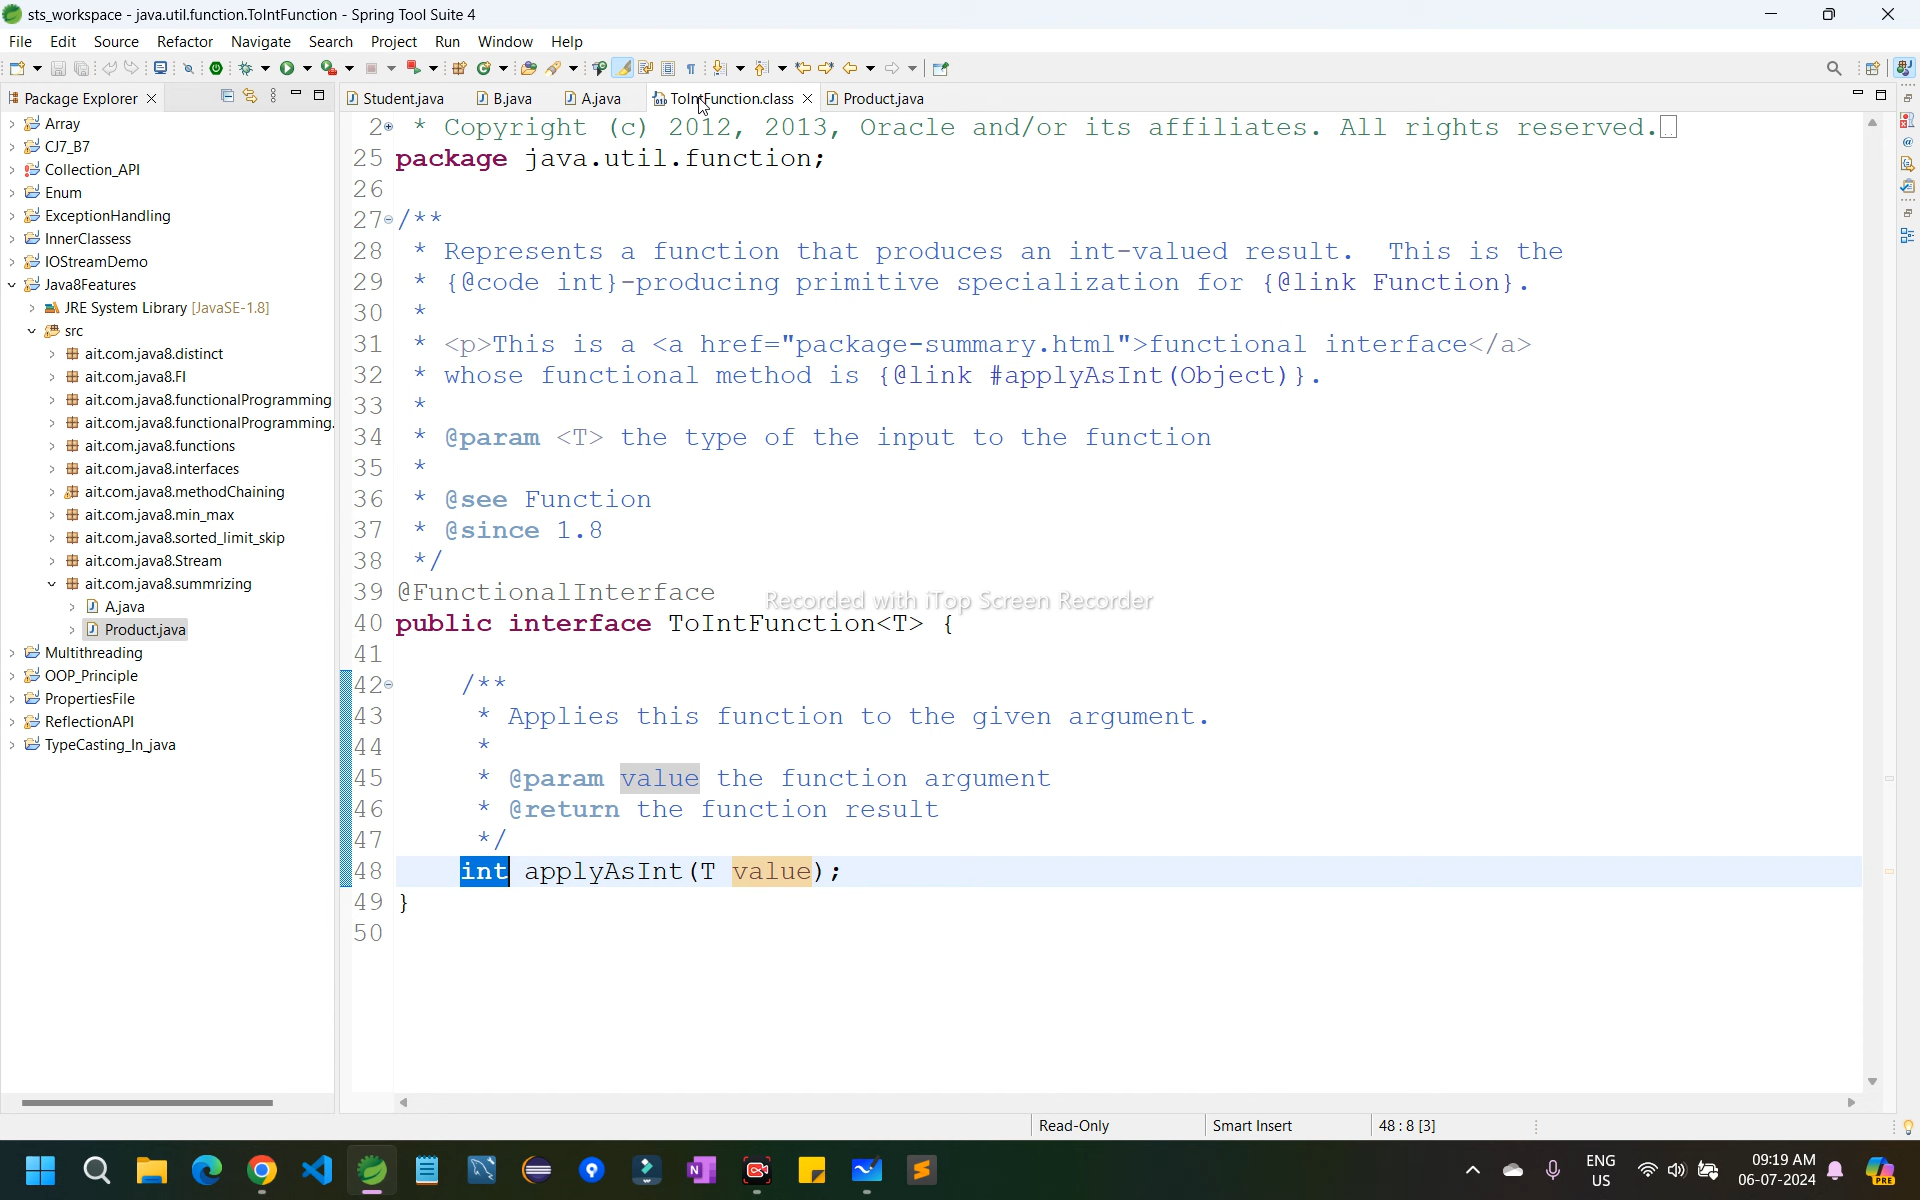 sts_workspace - java.util.function.ToIntFunction - Spring Tool Suite 4
File Edit Source Refactor Navigate Search Project Run Window Help
Package Explorer
Student.java B.java A.java ToIntFunction.class Product.java
Array
CJ7_B7
Collection_API
Enum
ExceptionHandling
InnerClassess
IOStreamDemo
Java8Features
JRE System Library [JavaSE-1.8]
src
ait.com.java8.distinct
ait.com.java8.FI
ait.com.java8.functionalProgramming
ait.com.java8.functionalProgramming.
ait.com.java8.functions
ait.com.java8.interfaces
ait.com.java8.methodChaining
ait.com.java8.min_max
ait.com.java8.sorted_limit_skip
ait.com.java8.Stream
ait.com.java8.summrizing
A.java
Product.java
Multithreading
OOP_Principle
PropertiesFile
ReflectionAPI
TypeCasting_In_java
2 * Copyright (c) 2012, 2013, Oracle and/or its affiliates. All rights reserved.
25 package java.util.function;
26
27 /**
28 * Represents a function that produces an int-valued result.  This is the
29 * {@code int}-producing primitive specialization for {@link Function}.
30 *
31 * <p>This is a <a href="package-summary.html">functional interface</a>
32 * whose functional method is {@link #applyAsInt(Object)}.
33 *
34 * @param <T> the type of the input to the function
35 *
36 * @see Function
37 * @since 1.8
38 */
39 @FunctionalInterface
40 public interface ToIntFunction<T> {
41
42 /**
43 * Applies this function to the given argument.
44 *
45 * @param value the function argument
46 * @return the function result
47 */
48 int applyAsInt(T value);
49 }
50
Recorded with iTop Screen Recorder
Read-Only Smart Insert 48 : 8 [3]
ENG
US
09:19 AM
06-07-2024
PRE